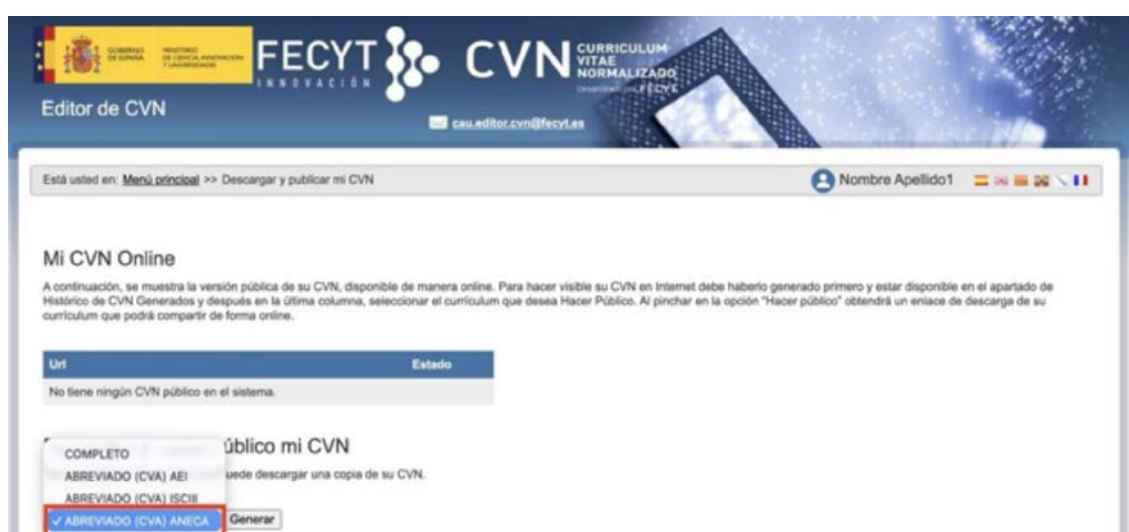 GOBIERNO
DE ESPAÑA
MINISTERIO
DE CIENCIA, INNOVACIÓN
Y UNIVERSIDADES
FECYT
INNOVACIÓN
CVN
CURRICULUM
VITAE
NORMALIZADO
FECYT
Editor de CVN
cau.editor.cvn@fecyt.es
Está usted en: Menú principal >> Descargar y publicar mi CVN
Nombre Apellido1
Mi CVN Online
A continuación, se muestra la versión pública de su CVN, disponible de manera online. Para hacer visible su CVN en Internet debe haberlo generado primero y estar disponible en el apartado de
Histórico de CVN Generados y después en la última columna, seleccionar el curriculum que desea Hacer Público. Al pinchar en la opción "Hacer público" obtendrá un enlace de descarga de su
currículum que podrá compartir de forma online.
Url Estado
No tiene ningún CVN público en el sistema.
úblico mi CVN
COMPLETO
ABREVIADO (CVA) AEI
uede descargar una copia de su CVN.
ABREVIADO (CVA) ISCIII
✓ ABREVIADO (CVA) ANECA
Generar